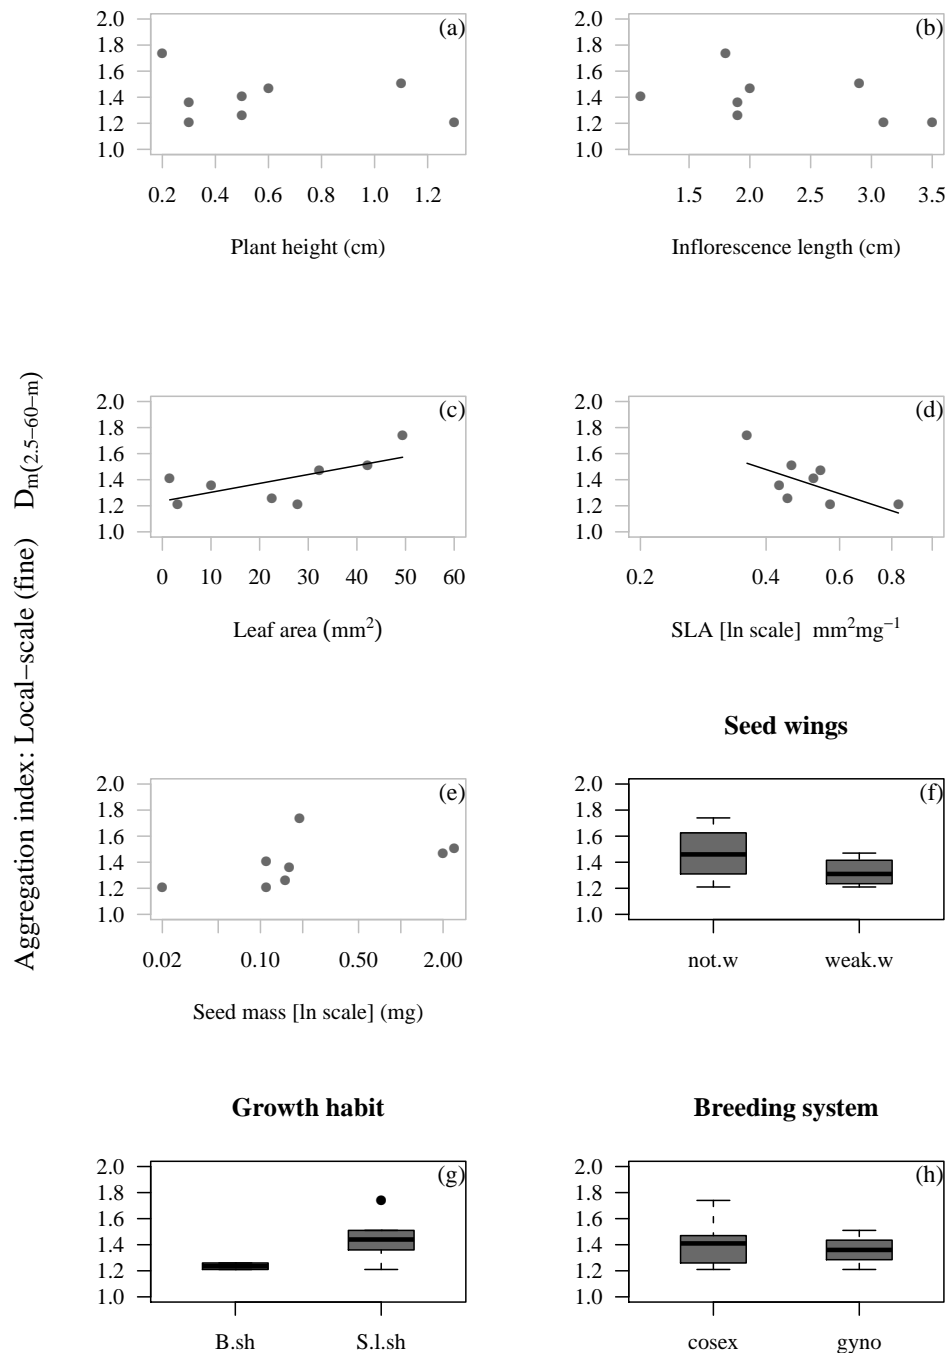 Aggregation index: Local−scale (fine) Dm(2.5−60−m)
(a)
2.0
1.8
1.6
1.4
1.2
1.0
0.2 0.4 0.6 0.8 1.0 1.2
Plant height (cm)
(b)
2.0
1.8
1.6
1.4
1.2
1.0
1.5 2.0 2.5 3.0 3.5
Inflorescence length (cm)
(c)
2.0
1.8
1.6
1.4
1.2
1.0
0 10 20 30 40 50 60
Leaf area (mm²)
(d)
2.0
1.8
1.6
1.4
1.2
1.0
0.2 0.4 0.6 0.8
SLA [ln scale] mm²mg⁻¹
(e)
2.0
1.8
1.6
1.4
1.2
1.0
0.02 0.10 0.50 2.00
Seed mass [ln scale] (mg)
Seed wings
(f)
2.0
1.8
1.6
1.4
1.2
1.0
not.w weak.w
Growth habit
(g)
2.0
1.8
1.6
1.4
1.2
1.0
B.sh S.l.sh
Breeding system
(h)
2.0
1.8
1.6
1.4
1.2
1.0
cosex gyno